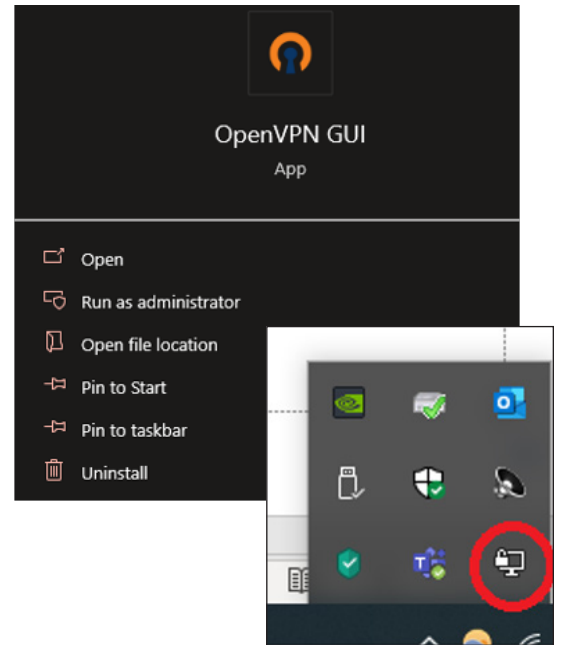 OpenVPN GUI
App
Open
Run as administrator
Open file location
Pin to Start
Pin to taskbar
Uninstall